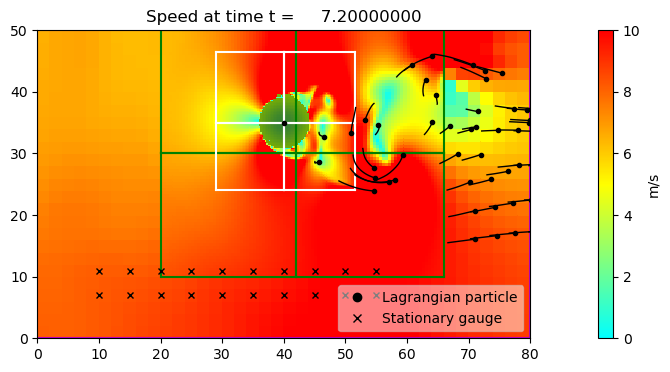 Speed at time t = 7.20000000
50
40
30
20
10
0
0 10 20 30 40 50 60 70 80
Lagrangian particle
Stationary gauge
10
8
6
4
2
0
m/s